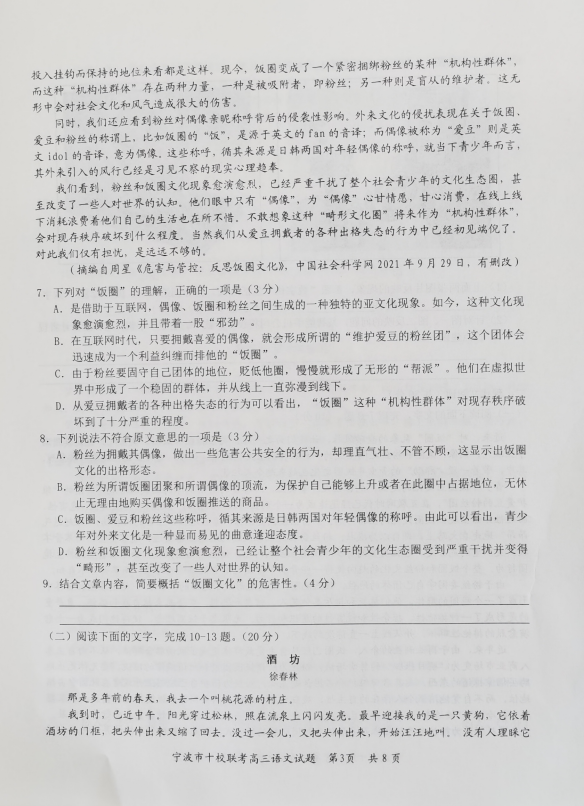 投入挂钩而保持的地位来看都是这样。现今，饭圈变成了一个紧密捆绑粉丝的某种“机构性群体”，
而这种“机构性群体”存在两种力量，一种是被吸附者，即粉丝；另一种则是盲从的维护者。这无
形中会对社会文化和风气造成很大的伤害。
同时，我们还应看到粉丝对偶像亲昵称呼背后的侵袭性影响。外来文化的侵扰表现在关于饭圈、
爱豆和粉丝的称谓上，比如饭圈的“饭”，是源于英文的 fan 的音译；而偶像被称为“爱豆”则是英
文 idol 的音译，意为偶像。这些称呼，循其来源是日韩两国对年轻偶像的称呼，就当下青少年而言，
其外来引入的风行已经是习见不察的现实心理趋奉。
我们看到，粉丝和饭圈文化现象愈演愈烈，已经严重干扰了整个社会青少年的文化生态圈，甚
至改变了一些人对世界的认知。他们眼中只有“偶像”，为“偶像”心甘情愿，甘心消费，在线上线
下消耗浪费着他们自己的生活也在所不惜。不敢想象这种“畸形文化圈”将来作为“机构性群体”，
会对现存秩序破坏到什么程度。当然我们从爱豆拥戴者的各种出格失态的行为中已经初见端倪了。
对此我们仅有担忧，是远远不够的。
（摘编自周星《危害与管控：反思饭圈文化》，中国社会科学网 2021 年 9 月 29 日，有删改）
7. 下列对“饭圈”的理解，正确的一项是（3 分）
A. 是借助于互联网，偶像、饭圈和粉丝之间生成的一种独特的亚文化现象。如今，这种文化现
象愈演愈烈，并且带着一股“邪劲”。
B. 在互联网时代，只要拥戴喜爱的偶像，就会形成所谓的“维护爱豆的粉丝团”，这个团体会
迅速成为一个利益纠缠而排他的“饭圈”。
C. 由于粉丝要固守自己团体的地位，贬低他圈，慢慢就形成了无形的“帮派”。他们在虚拟世
界中形成了一个稳固的群体，并从线上一直弥漫到线下。
D. 从爱豆拥戴者的各种出格失态的行为可以看出，“饭圈”这种“机构性群体”对现存秩序破
坏到了十分严重的程度。
8. 下列说法不符合原文意思的一项是（3 分）
A. 粉丝为拥戴其偶像，做出一些危害公共安全的行为，却理直气壮、不管不顾，这显示出饭圈
文化的出格形态。
B. 粉丝为所谓饭圈团聚和所谓偶像的顶流，为保护自己能够上升或者在此圈中占据地位，无休
止无理由地购买偶像和饭圈推送的商品。
C. 饭圈、爱豆和粉丝这些称呼，循其来源是日韩两国对年轻偶像的称呼。由此可以看出，青少
年对外来文化是一种显而易见的曲意逢迎态度。
D. 粉丝和饭圈文化现象愈演愈烈，已经让整个社会青少年的文化生态圈受到严重干扰并变得
“畸形”，甚至改变了一些人对世界的认知。
9. 结合文章内容，简要概括“饭圈文化”的危害性。（4 分）
（二）阅读下面的文字，完成 10-13 题。（20 分）
酒 坊
徐春林
那是多年前的春天，我去一个叫桃花源的村庄。
我到时，已近中午。阳光穿过松林，照在流泉上闪闪发亮。最早迎接我的是一只黄狗，它依着
酒坊的门框，把头伸出来又缩了回去。没过一会儿，又把头伸出来，开始汪汪地叫。 没有人理睬它
宁波市十校联考高三语文试题 第 3 页 共 8 页